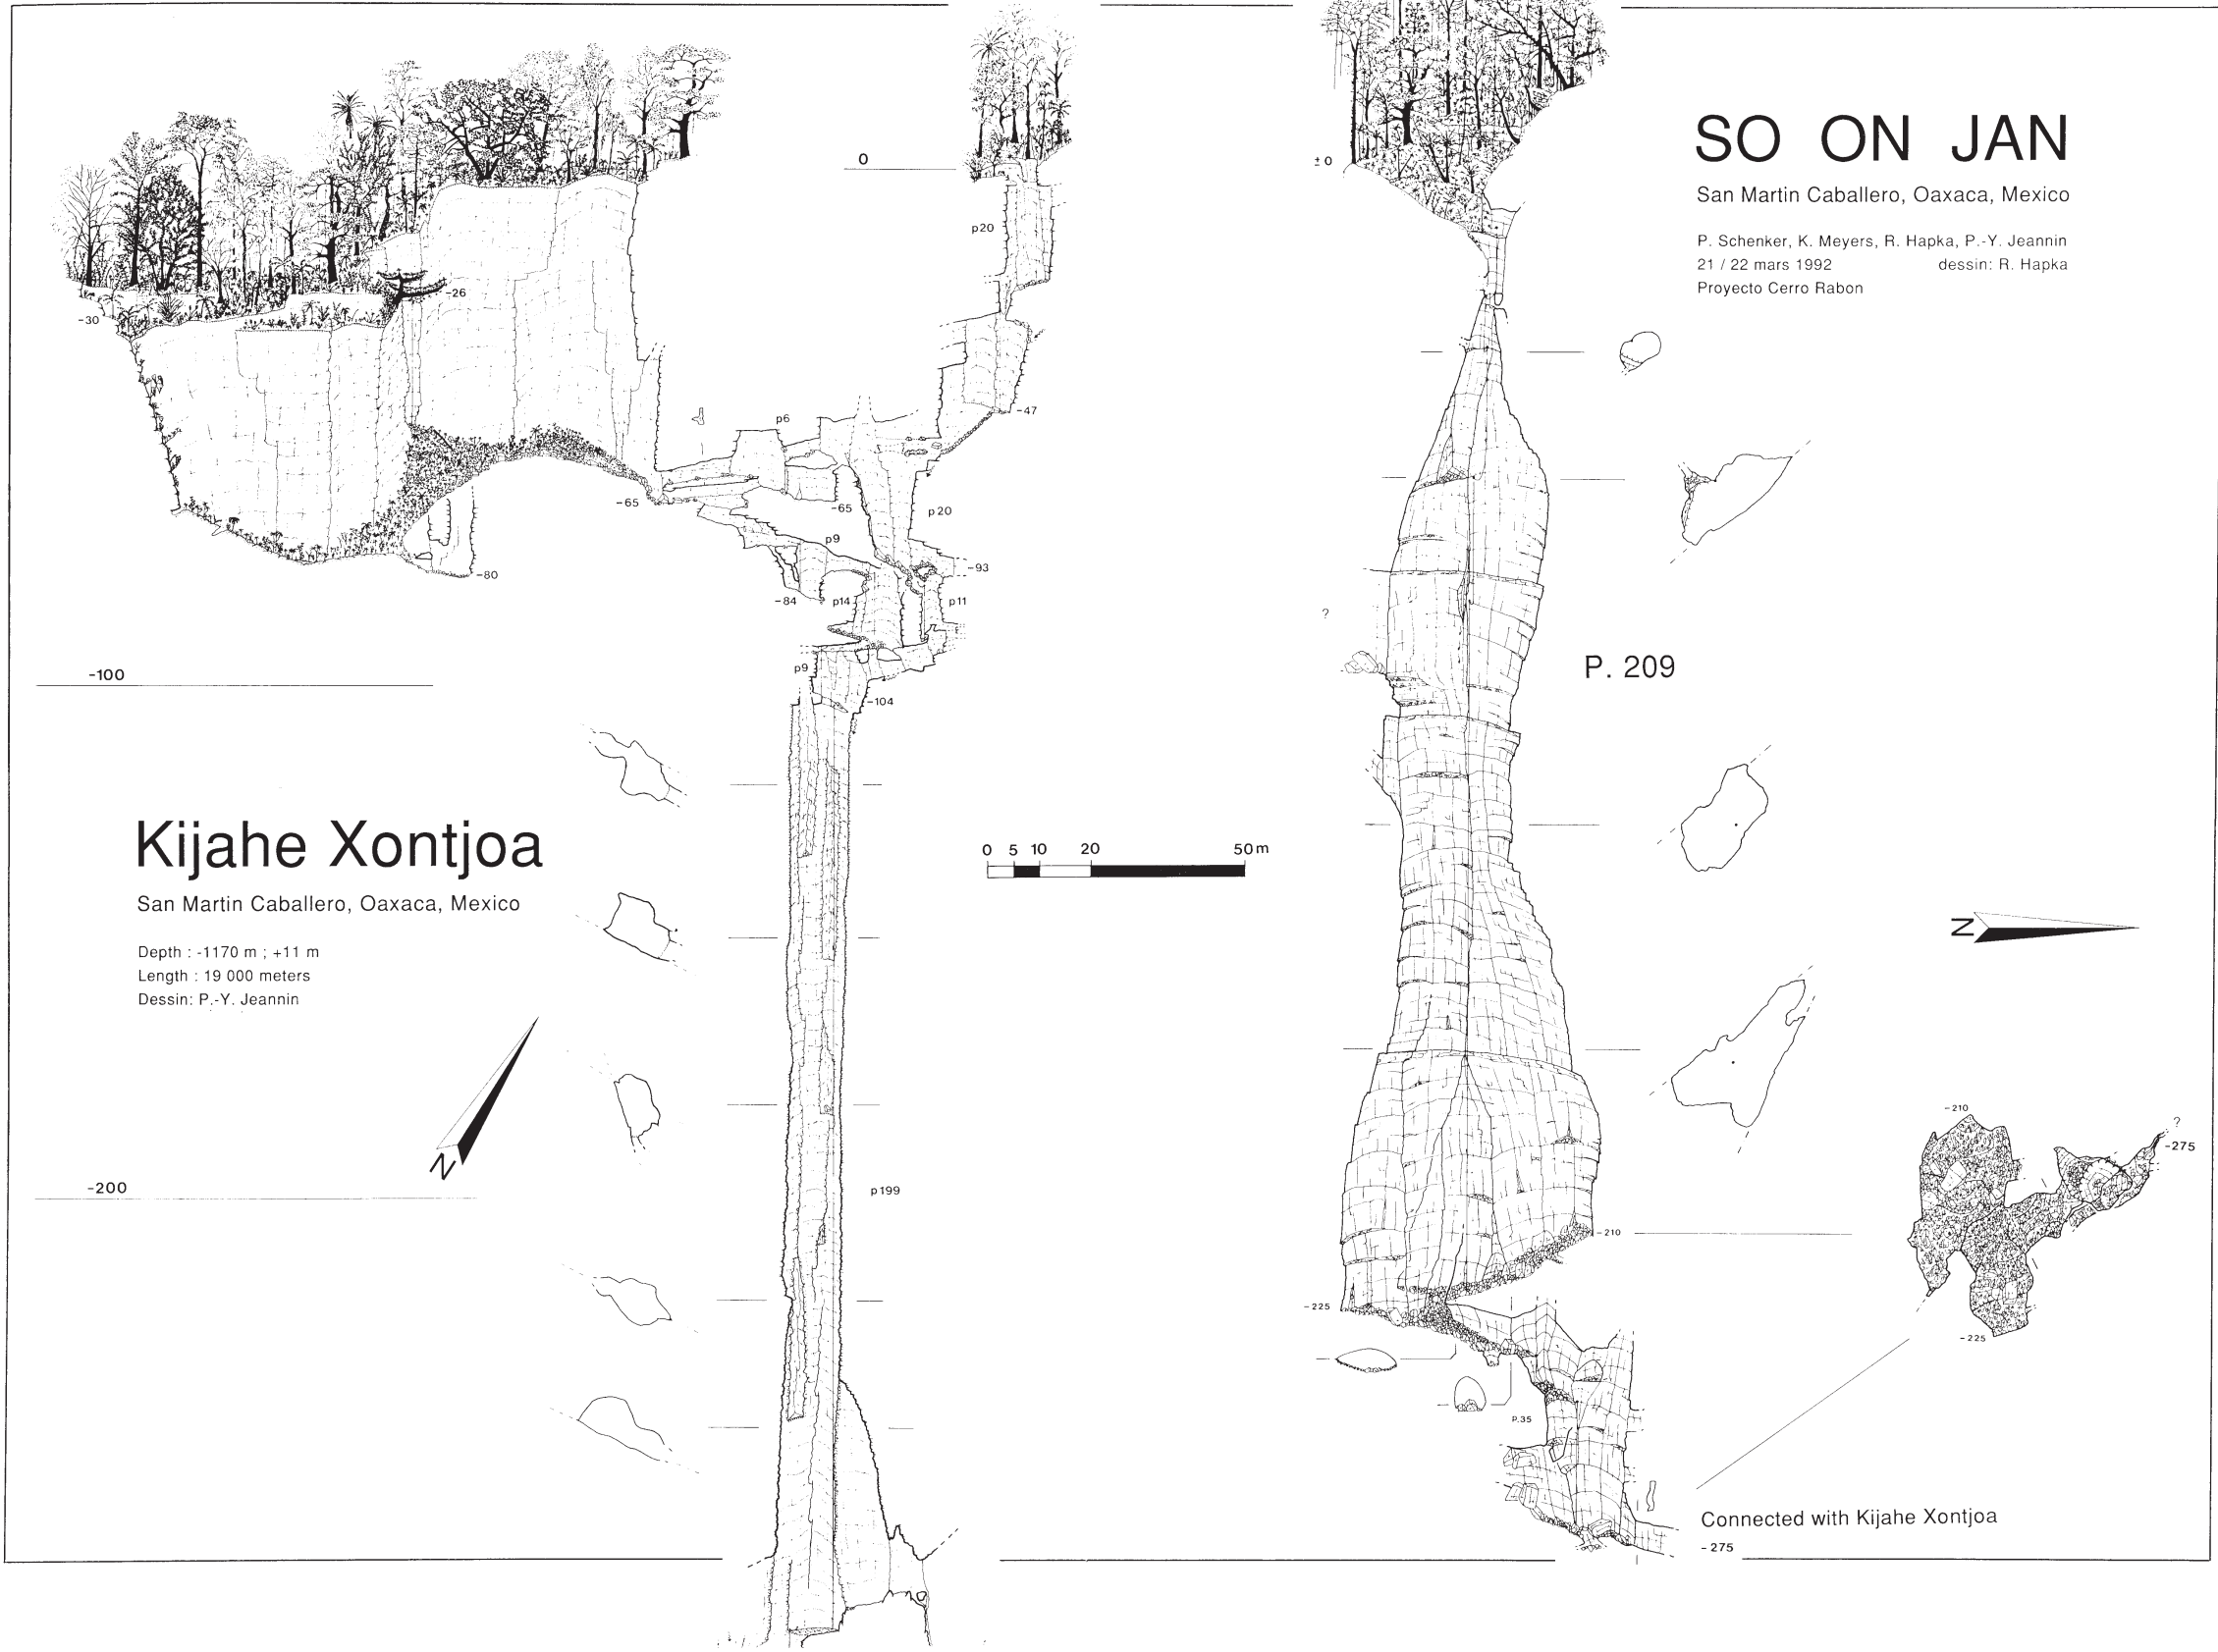 0
p20
-26
-30
-47
p6
-65
-65
p20
p9
-80
-93
-84
p14
p11
p9
-100
-104
Kijahe Xontjoa
San Martin Caballero, Oaxaca, Mexico
Depth : -1170 m ; +11 m
Length : 19 000 meters
Dessin: P.-Y. Jeannin
N
-200
p199
0 5 10 20 50m
±0
SO ON JAN
San Martin Caballero, Oaxaca, Mexico
P. Schenker, K. Meyers, R. Hapka, P.-Y. Jeannin
21 / 22 mars 1992 dessin: R. Hapka
Proyecto Cerro Rabon
?
P. 209
N
-210
?
-275
-210
-225
-225
P.35
Connected with Kijahe Xontjoa
-275